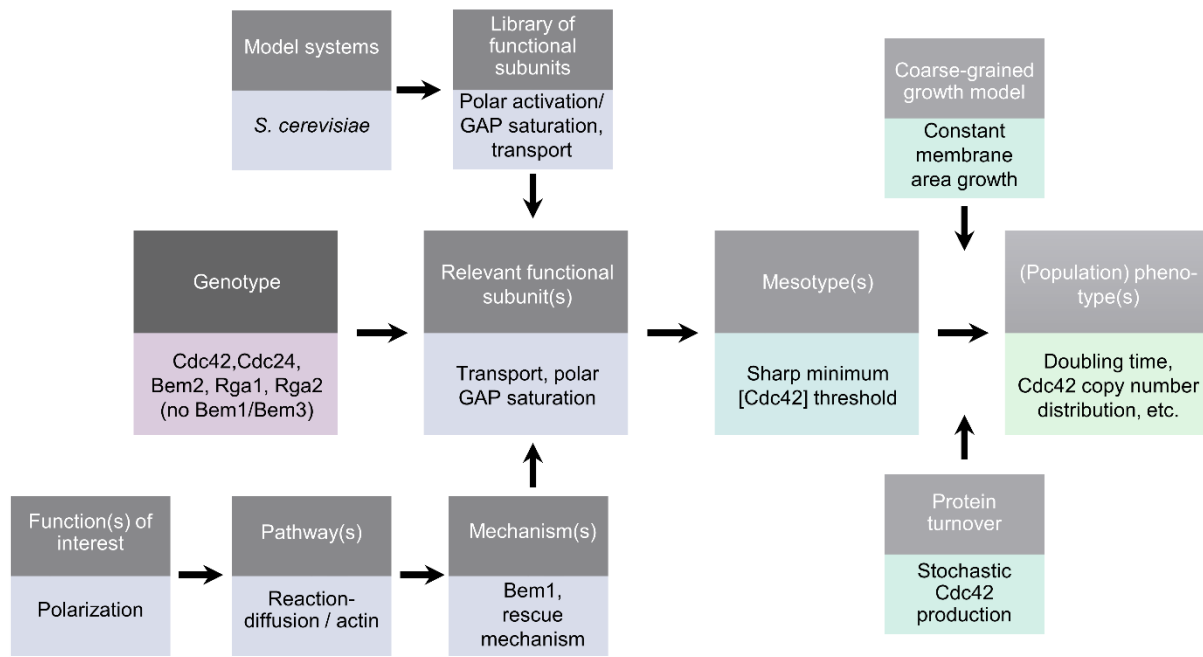 Model systems
S. cerevisiae
Library of
functional
subunits
Polar activation/
GAP saturation,
transport
Coarse-grained
growth model
Constant
membrane
area growth
Genotype
Cdc42,Cdc24,
Bem2, Rga1, Rga2
(no Bem1/Bem3)
Relevant functional
subunit(s)
Transport, polar
GAP saturation
Mesotype(s)
Sharp minimum
[Cdc42] threshold
(Population) pheno-
type(s)
Doubling time,
Cdc42 copy number
distribution, etc.
Function(s) of
interest
Polarization
Pathway(s)
Reaction-
diffusion / actin
Mechanism(s)
Bem1,
rescue
mechanism
Protein
turnover
Stochastic
Cdc42
production